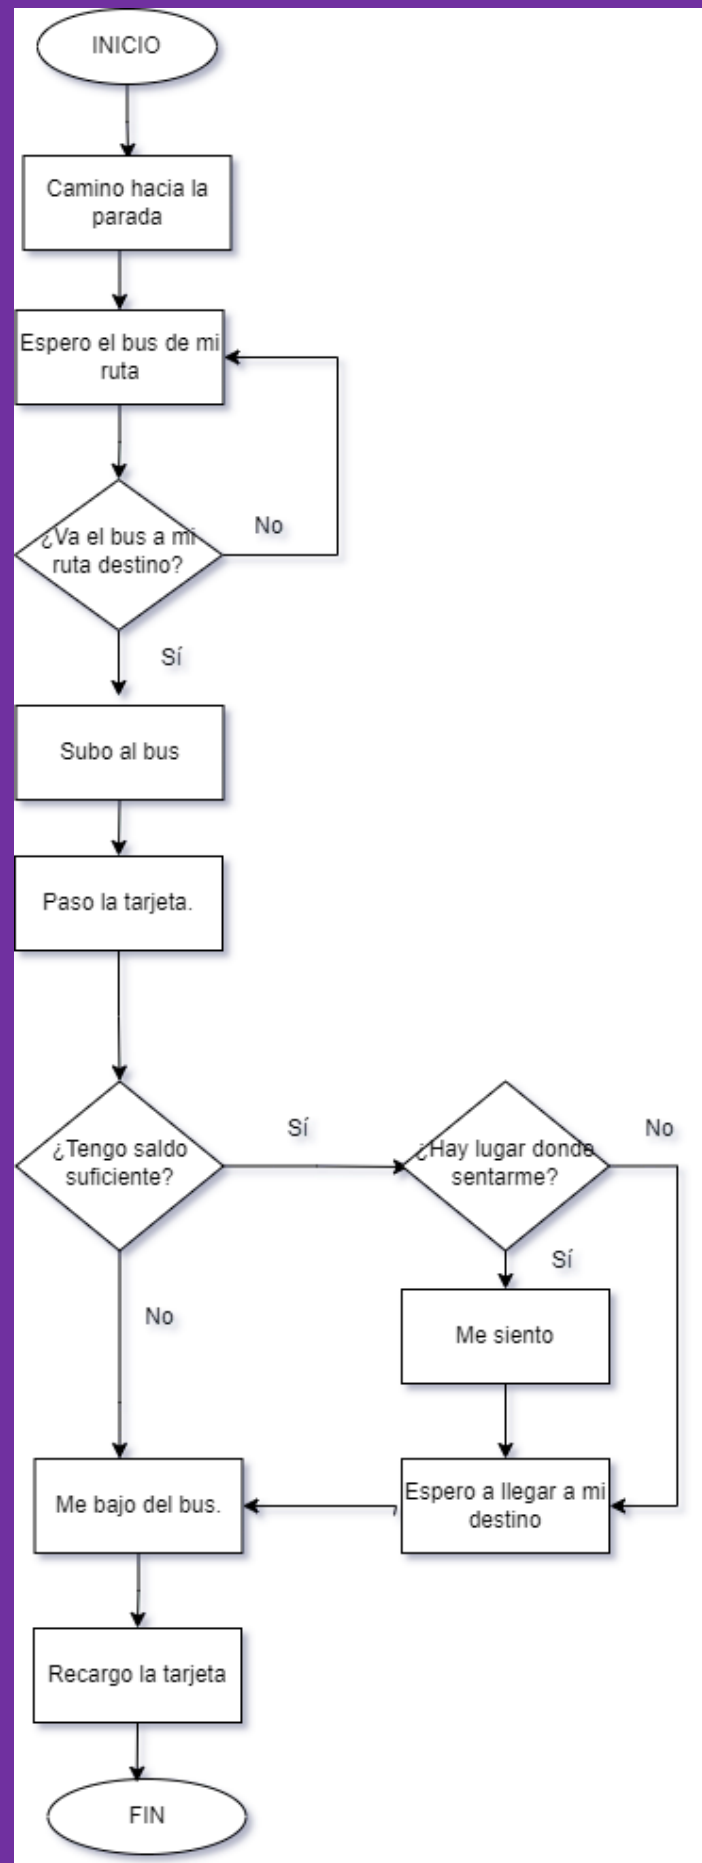 INICIO
Camino hacia la
parada
Espero el bus de mi
ruta
¿Va el bus a mi
ruta destino?
No
Sí
Subo al bus
Paso la tarjeta.
¿Tengo saldo
suficiente?
Sí
¿Hay lugar donde
sentarme?
No
Sí
No
Me siento
Espero a llegar a mi
destino
Me bajo del bus.
Recargo la tarjeta
FIN